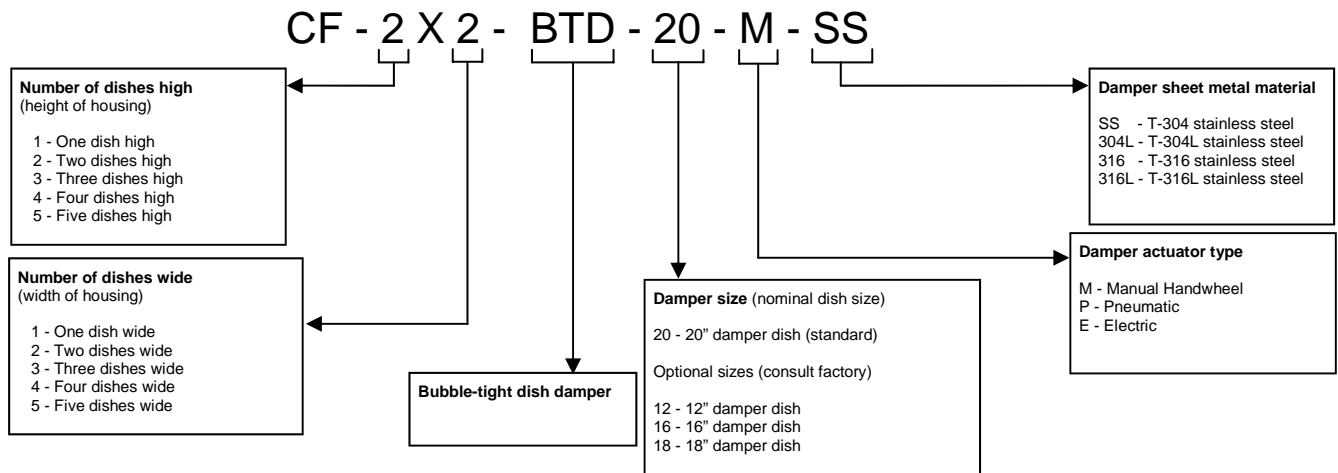 CF - 2 X 2 - BTD - 20 - M - SS
Number of dishes high
(height of housing)
1 - One dish high
2 - Two dishes high
3 - Three dishes high
4 - Four dishes high
5 - Five dishes high
Number of dishes wide
(width of housing)
1 - One dish wide
2 - Two dishes wide
3 - Three dishes wide
4 - Four dishes wide
5 - Five dishes wide
Bubble-tight dish damper
Damper size (nominal dish size)
20 - 20” damper dish (standard)
Optional sizes (consult factory)
12 - 12” damper dish
16 - 16” damper dish
18 - 18” damper dish
Damper sheet metal material
SS - T-304 stainless steel
304L - T-304L stainless steel
316 - T-316 stainless steel
316L - T-316L stainless steel
Damper actuator type
M - Manual Handwheel
P - Pneumatic
E - Electric